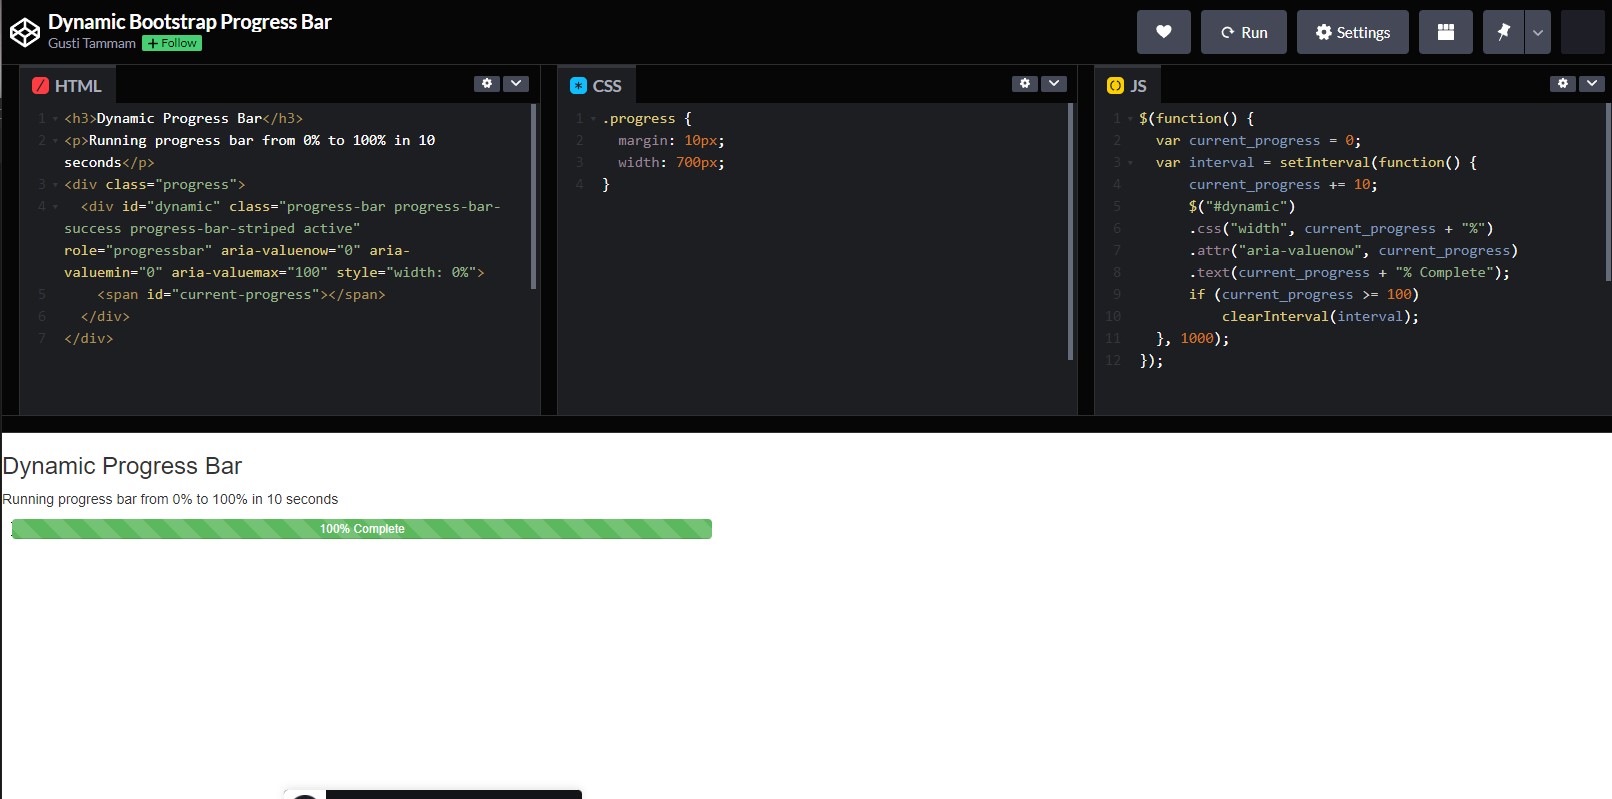 Dynamic Bootstrap Progress Bar
Gusti Tammam + Follow
Run
Settings
HTML
1 <h3>Dynamic Progress Bar</h3>
2 <p>Running progress bar from 0% to 100% in 10
seconds</p>
3 <div class="progress">
4 <div id="dynamic" class="progress-bar progress-bar-
success progress-bar-striped active"
role="progressbar" aria-valuenow="0" aria-
valuemin="0" aria-valuemax="100" style="width: 0%">
5 <span id="current-progress"></span>
6 </div>
7 </div>
CSS
1 .progress {
2 margin: 10px;
3 width: 700px;
4 }
JS
1 $(function() {
2 var current_progress = 0;
3 var interval = setInterval(function() {
4 current_progress += 10;
5 $("#dynamic")
6 .css("width", current_progress + "%")
7 .attr("aria-valuenow", current_progress)
8 .text(current_progress + "% Complete");
9 if (current_progress >= 100)
10 clearInterval(interval);
11 }, 1000);
12 });
Dynamic Progress Bar
Running progress bar from 0% to 100% in 10 seconds
100% Complete